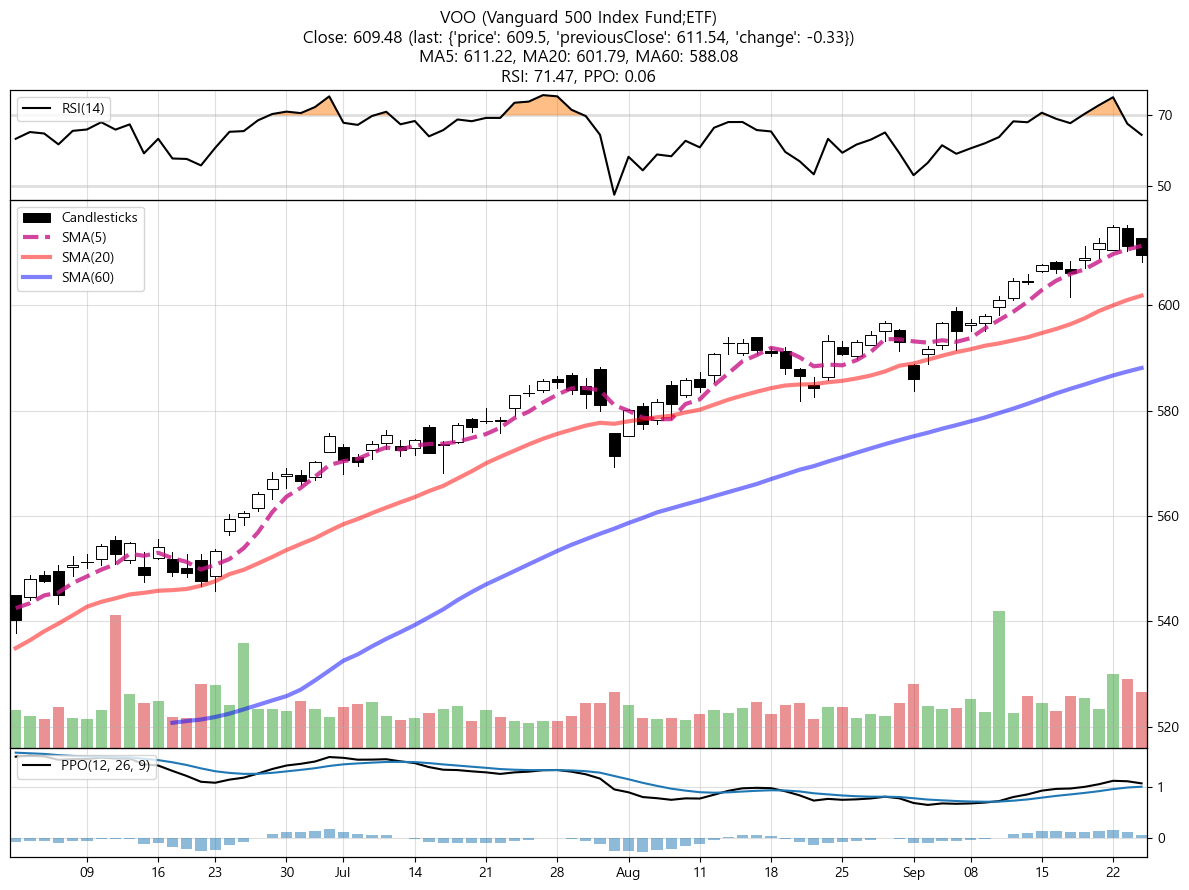 VOO (Vanguard 500 Index Fund;ETF)
Close: 609.48 (last: {'price': 609.5, 'previousClose': 611.54, 'change': -0.33})
MA5: 611.22, MA20: 601.79, MA60: 588.08
RSI: 71.47, PPO: 0.06
RSI(14)
70
50
Candlesticks
SMA(5)
SMA(20)
SMA(60)
600
580
560
540
520
PPO(12, 26, 9)
1
0
09 16 23 30 Jul 14 21 28 Aug 11 18 25 Sep 08 15 22